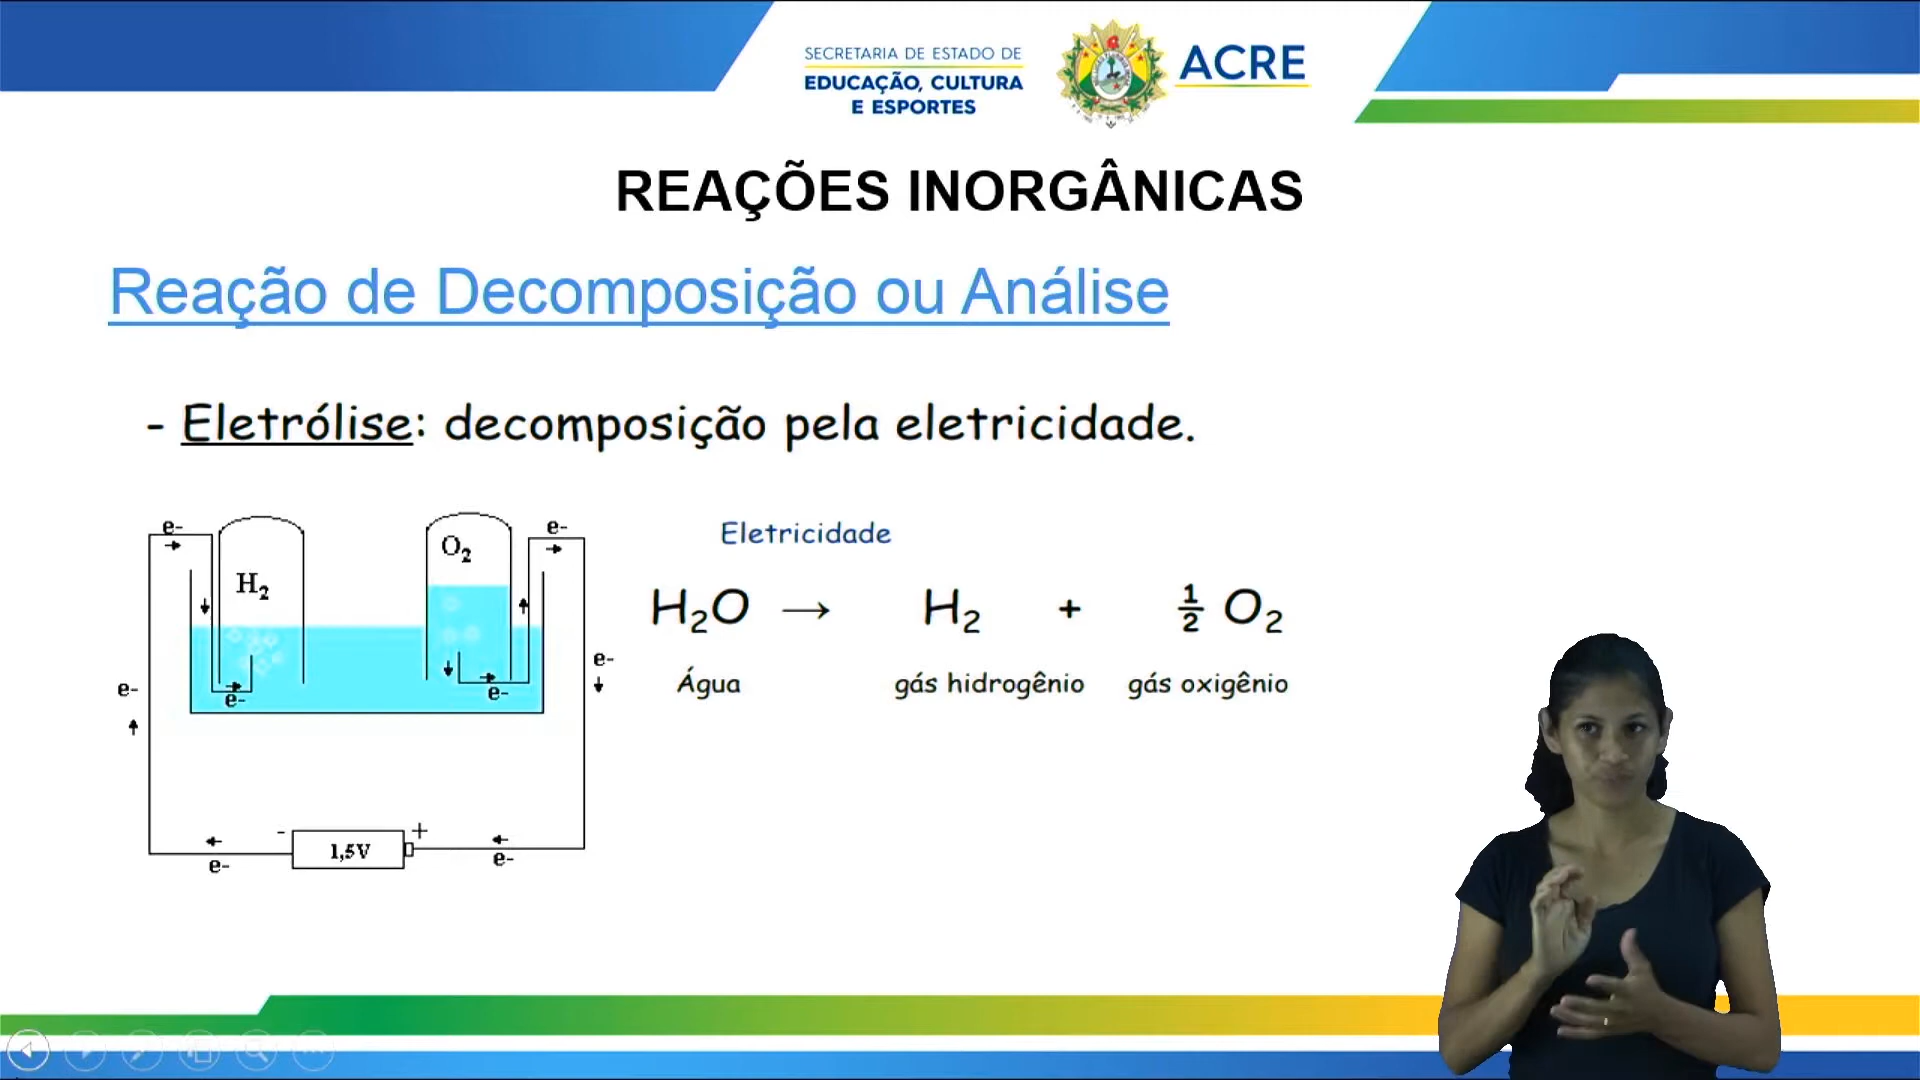 SECRETARIA DE ESTADO DE
EDUCAÇÃO, CULTURA
E ESPORTES
ACRE
REAÇÕES INORGÂNICAS
Reação de Decomposição ou Análise
- Eletrólise: decomposição pela eletricidade.
e-
H₂
O₂
e-
e-
e-
e-
e-
- 1,5V +
e-
e-
Eletricidade
H₂O → H₂ + ½ O₂
Água gás hidrogênio gás oxigênio